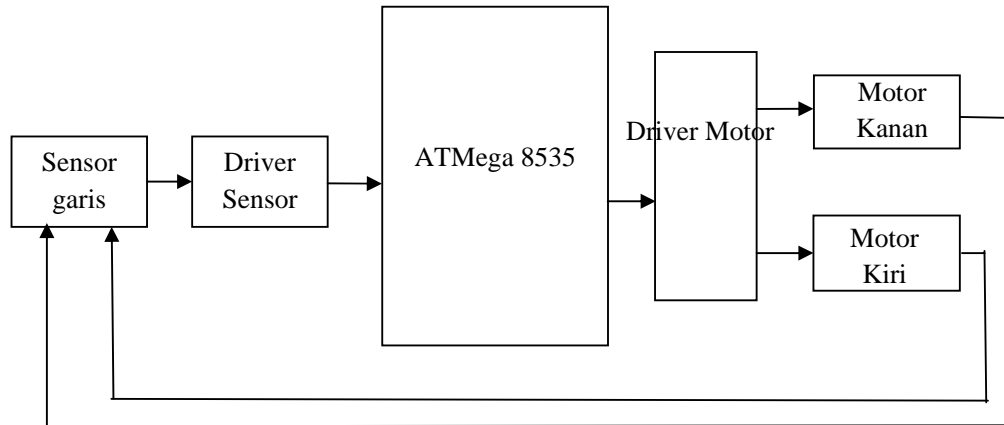 Sensor
garis
Driver
Sensor
ATMega 8535
Driver Motor
Motor
Kanan
Motor
Kiri